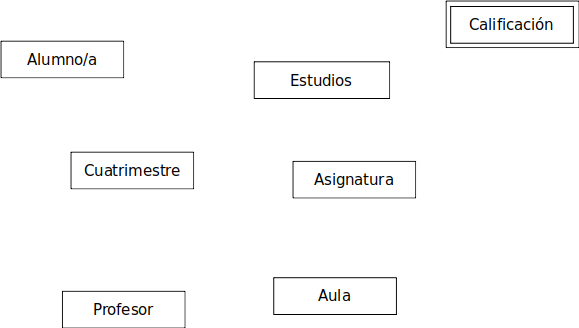 Calificación
Alumno/a
Estudios
Cuatrimestre
Asignatura
Profesor
Aula